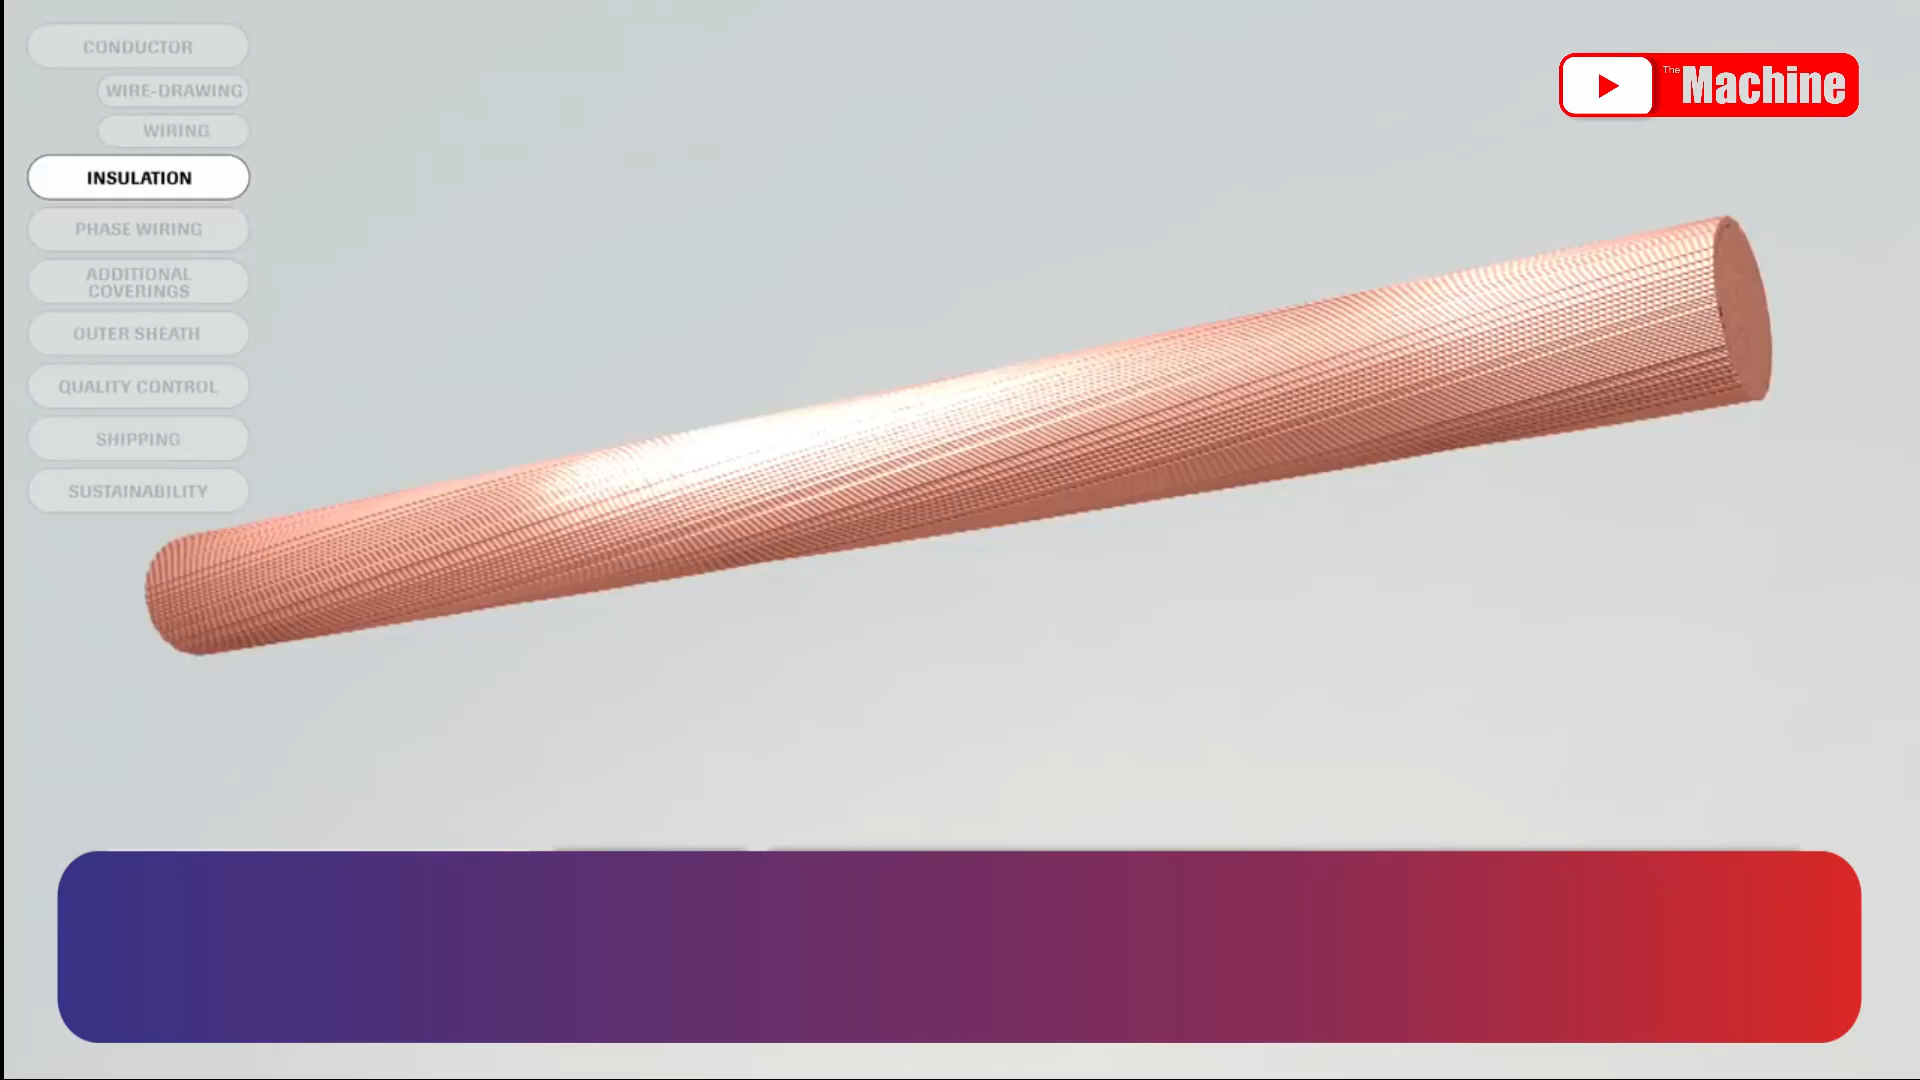 CONDUCTOR
WIRE-DRAWING
WIRING
INSULATION
PHASE WIRING
ADDITIONAL
COVERINGS
OUTER SHEATH
QUALITY CONTROL
SHIPPING
SUSTAINABILITY
The Machine